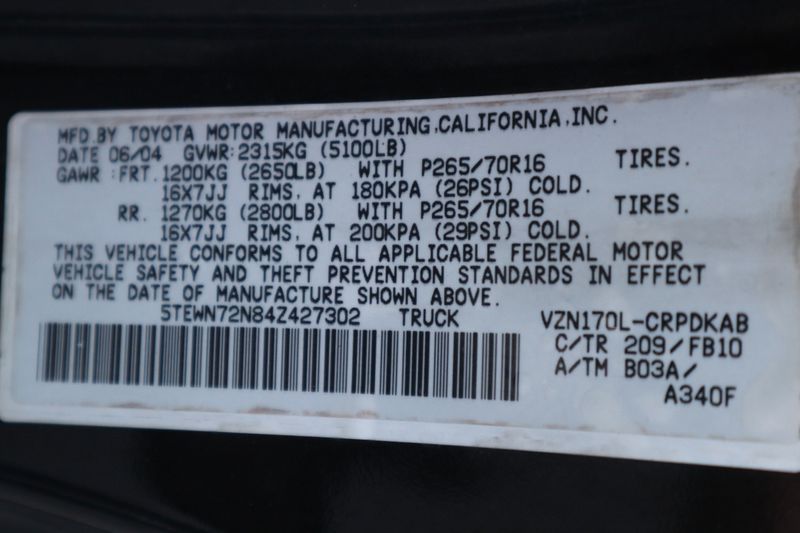 MFD.BY TOYOTA MOTOR MANUFACTURING,CALIFORNIA,INC.
DATE 06/04 GVWR:2315KG (5100LB)
GAWR:FRT. 1200KG (2650LB) WITH P265/70R16 TIRES.
16X7JJ RIMS, AT 180KPA (26PSI) COLD.
RR. 1270KG (2800LB) WITH P265/70R16 TIRES.
16X7JJ RIMS, AT 200KPA (29PSI) COLD.
THIS VEHICLE CONFORMS TO ALL APPLICABLE FEDERAL MOTOR
VEHICLE SAFETY AND THEFT PREVENTION STANDARDS IN EFFECT
ON THE DATE OF MANUFACTURE SHOWN ABOVE.
5TEWN72N84Z427302 TRUCK VZN170L-CRPDKAB
C/TR 209/FB10
A/TM B03A/
A340F